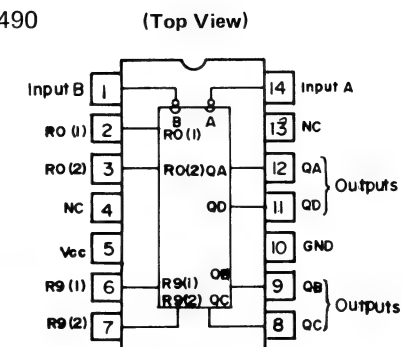 490
(Top View)
Input B 1
14 Input A
B A
RO (1) 2
RO (1)
13 NC
RO (2) 3
RO(2) QA
12 QA
Outputs
NC 4
QD
11 QD
Vcc 5
10 GND
R9 (1) 6
R9(1) QB
9 QB
Outputs
R9 (2) 7
R9(2) QC
8 QC